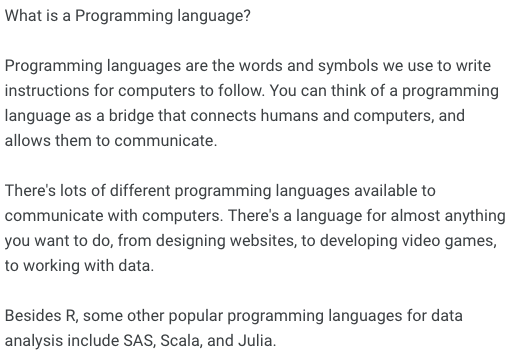 What is a Programming language?
Programming languages are the words and symbols we use to write
instructions for computers to follow. You can think of a programming
language as a bridge that connects humans and computers, and
allows them to communicate.
There's lots of different programming languages available to
communicate with computers. There's a language for almost anything
you want to do, from designing websites, to developing video games,
to working with data.
Besides R, some other popular programming languages for data
analysis include SAS, Scala, and Julia.